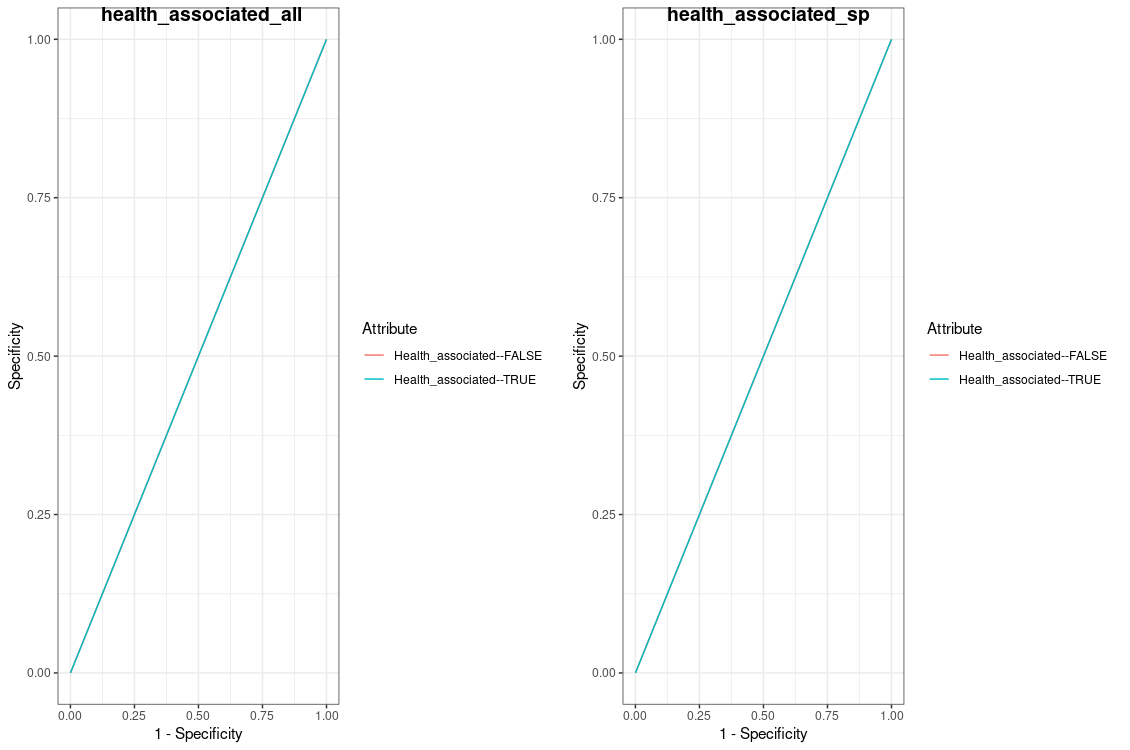 health_associated_all
1.00
0.75
0.50
0.25
0.00
Specificity
0.00 0.25 0.50 0.75 1.00
1 - Specificity
Attribute
Health_associated--FALSE
Health_associated--TRUE
health_associated_sp
1.00
0.75
0.50
0.25
0.00
Specificity
0.00 0.25 0.50 0.75 1.00
1 - Specificity
Attribute
Health_associated--FALSE
Health_associated--TRUE